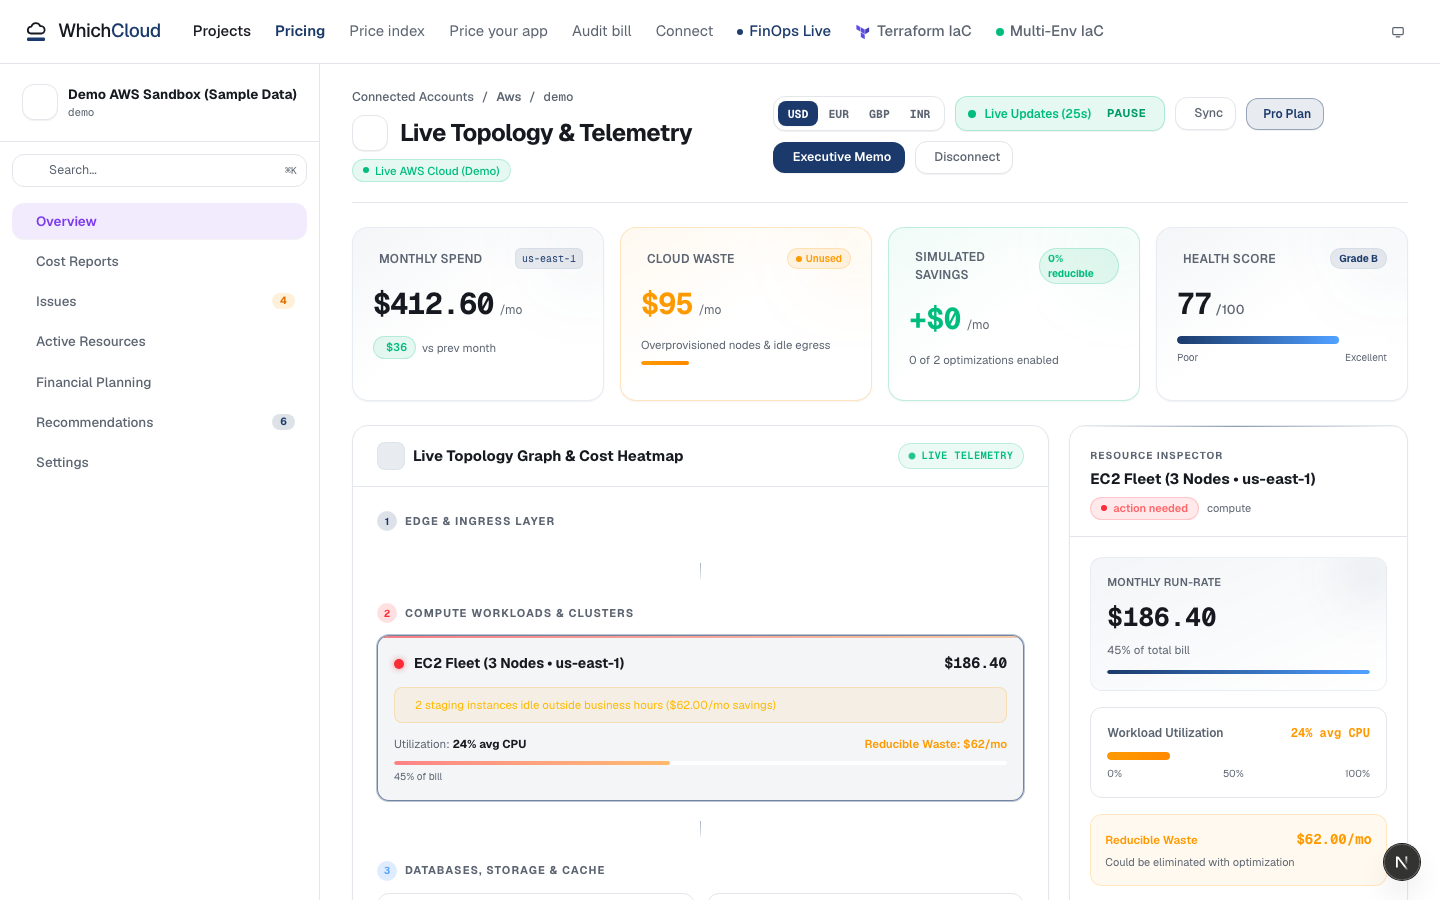 WhichCloud
Projects
Pricing
Price index
Price your app
Audit bill
Connect
FinOps Live
Terraform IaC
Multi-Env IaC
Demo AWS Sandbox (Sample Data)
demo
Search...
⌘K
Overview
Cost Reports
Issues
4
Active Resources
Financial Planning
Recommendations
6
Settings
Connected Accounts / Aws / demo
Live Topology & Telemetry
Live AWS Cloud (Demo)
USD EUR GBP INR
Live Updates (25s) PAUSE
Sync
Pro Plan
Executive Memo
Disconnect
MONTHLY SPEND
us-east-1
$412.60 /mo
$36 vs prev month
CLOUD WASTE
Unused
$95 /mo
Overprovisioned nodes & idle egress
SIMULATED
SAVINGS
0%
reducible
+$0 /mo
0 of 2 optimizations enabled
HEALTH SCORE
Grade B
77 /100
Poor
Excellent
Live Topology Graph & Cost Heatmap
LIVE TELEMETRY
1 EDGE & INGRESS LAYER
2 COMPUTE WORKLOADS & CLUSTERS
EC2 Fleet (3 Nodes • us-east-1)
$186.40
2 staging instances idle outside business hours ($62.00/mo savings)
Utilization: 24% avg CPU
Reducible Waste: $62/mo
45% of bill
3 DATABASES, STORAGE & CACHE
RESOURCE INSPECTOR
EC2 Fleet (3 Nodes • us-east-1)
action needed
compute
MONTHLY RUN-RATE
$186.40
45% of total bill
Workload Utilization
24% avg CPU
0%
50%
100%
Reducible Waste
$62.00/mo
Could be eliminated with optimization
N